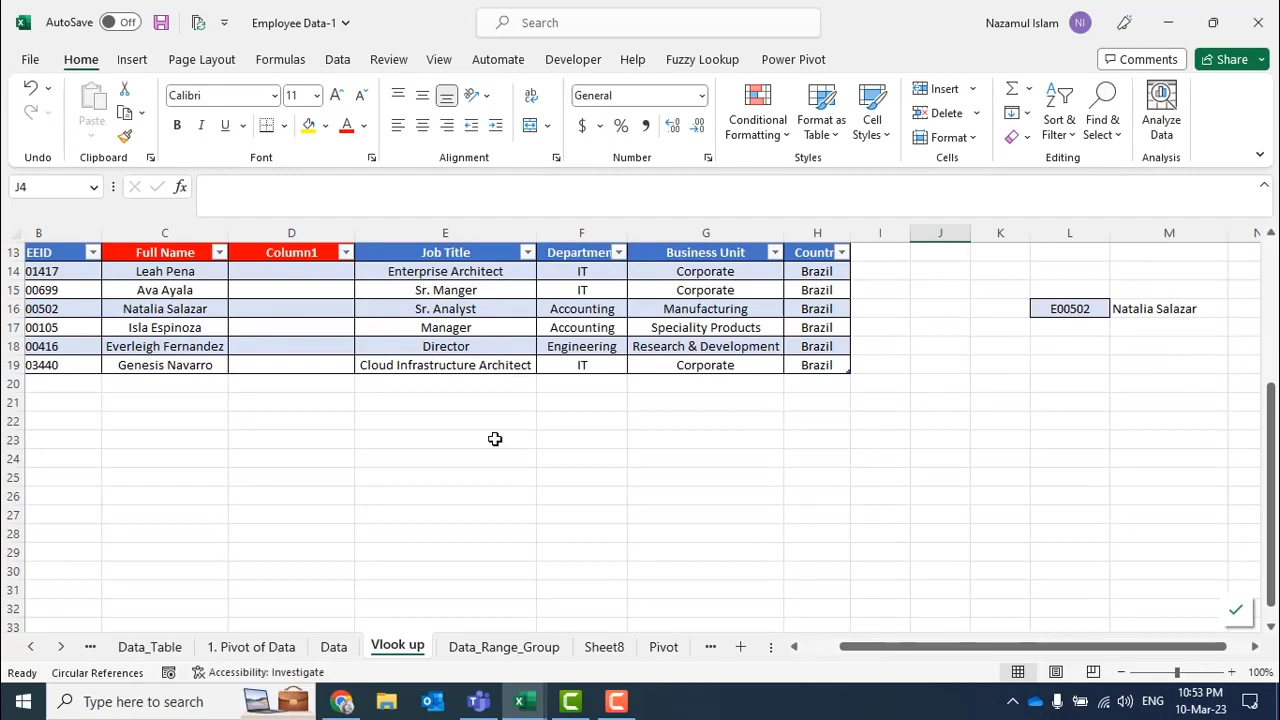 AutoSave Off Employee Data-1 Search Nazamul Islam NI
File Home Insert Page Layout Formulas Data Review View Automate Developer Help Fuzzy Lookup Power Pivot Comments Share
Calibri 11 General Insert
Paste Delete
B I U A $ % Conditional Formatting Format as Table Cell Styles Format Sort & Filter Find & Select Analyze Data
Undo Clipboard Font Alignment Number Styles Cells Editing Analysis
J4 fx
B C D E F G H I J K L M N
13 EEID Full Name Column1 Job Title Departmen Business Unit Countr
14 01417 Leah Pena Enterprise Architect IT Corporate Brazil
15 00699 Ava Ayala Sr. Manger IT Corporate Brazil
16 00502 Natalia Salazar Sr. Analyst Accounting Manufacturing Brazil E00502 Natalia Salazar
17 00105 Isla Espinoza Manager Accounting Speciality Products Brazil
18 00416 Everleigh Fernandez Director Engineering Research & Development Brazil
19 03440 Genesis Navarro Cloud Infrastructure Architect IT Corporate Brazil
20
21
22
23
24
25
26
27
28
29
30
31
32
33
Data_Table 1. Pivot of Data Data Vlook up Data_Range_Group Sheet8 Pivot
Ready Circular References Accessibility: Investigate 100%
Type here to search ENG 10:53 PM
10-Mar-23